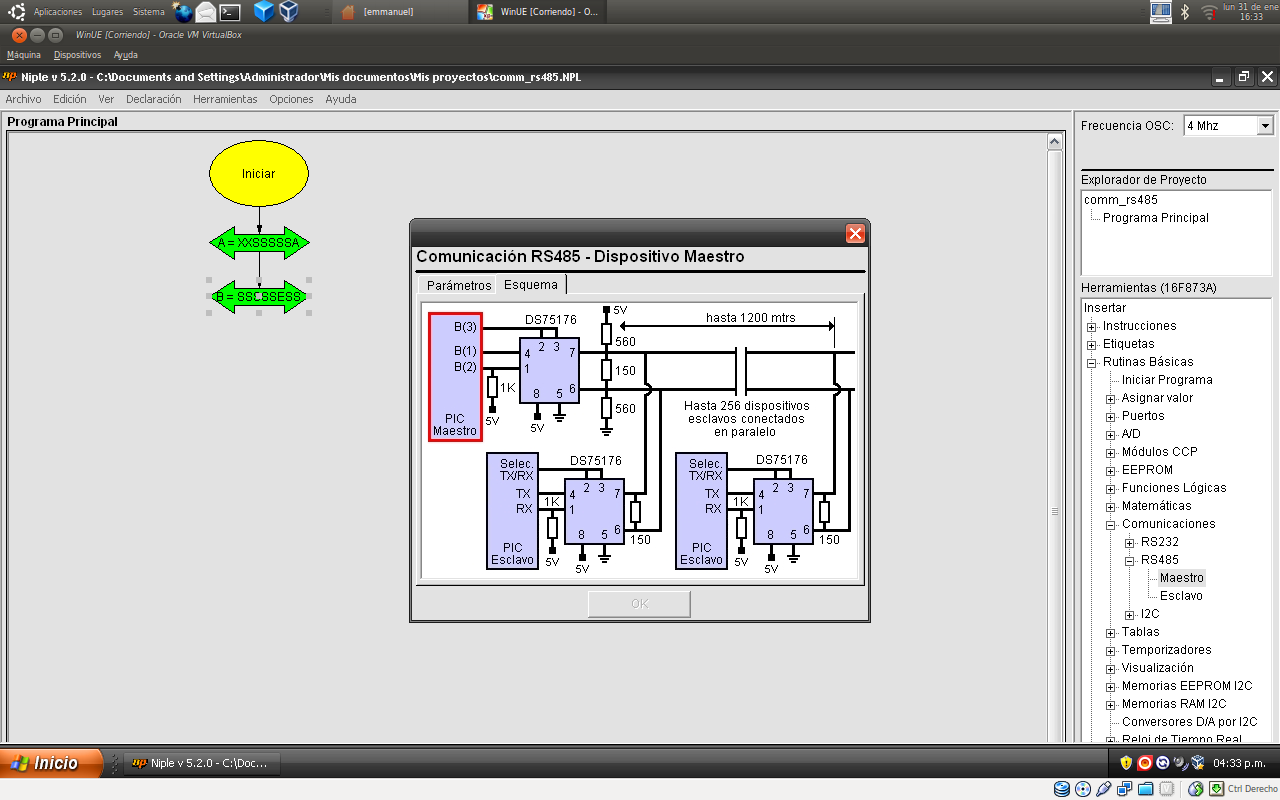 Aplicaciones Lugares Sistema [emmanuel] WinUE [Corriendo] - O... lun 31 de ene
16:33
WinUE [Corriendo] - Oracle VM VirtualBox
Máquina Dispositivos Ayuda
Niple v 5.2.0 - C:\Documents and Settings\Administrador\Mis documentos\Mis proyectos\comm_rs485.NPL
Archivo Edición Ver Declaración Herramientas Opciones Ayuda
Programa Principal
Iniciar
A = XXSSSSSA
B = SSSSSESS
Comunicación RS485 - Dispositivo Maestro
Parámetros Esquema
B(3) DS75176 5V hasta 1200 mtrs
B(1) 4 2 3 7 560
B(2) 1 150
1K 8 5 6 560
PIC
Maestro
5V 5V
Hasta 256 dispositivos
esclavos conectados
en paralelo
Selec.
TX/RX
DS75176
TX 4 2 3 7
RX 1K 1
8 5 6 150
PIC
Esclavo
5V 5V
Selec.
TX/RX
DS75176
TX 4 2 3 7
RX 1K 1
8 5 6 150
PIC
Esclavo
5V 5V
OK
Frecuencia OSC: 4 Mhz
Explorador de Proyecto
comm_rs485
Programa Principal
Herramientas (16F873A)
Insertar
Instrucciones
Etiquetas
Rutinas Básicas
Iniciar Programa
Asignar valor
Puertos
A/D
Módulos CCP
EEPROM
Funciones Lógicas
Matemáticas
Comunicaciones
RS232
RS485
Maestro
Esclavo
I2C
Tablas
Temporizadores
Visualización
Memorias EEPROM I2C
Memorias RAM I2C
Conversores D/A por I2C
Reloj de Tiempo Real
Inicio Niple v 5.2.0 - C:\Doc... 04:33 p.m.
Ctrl Derecho